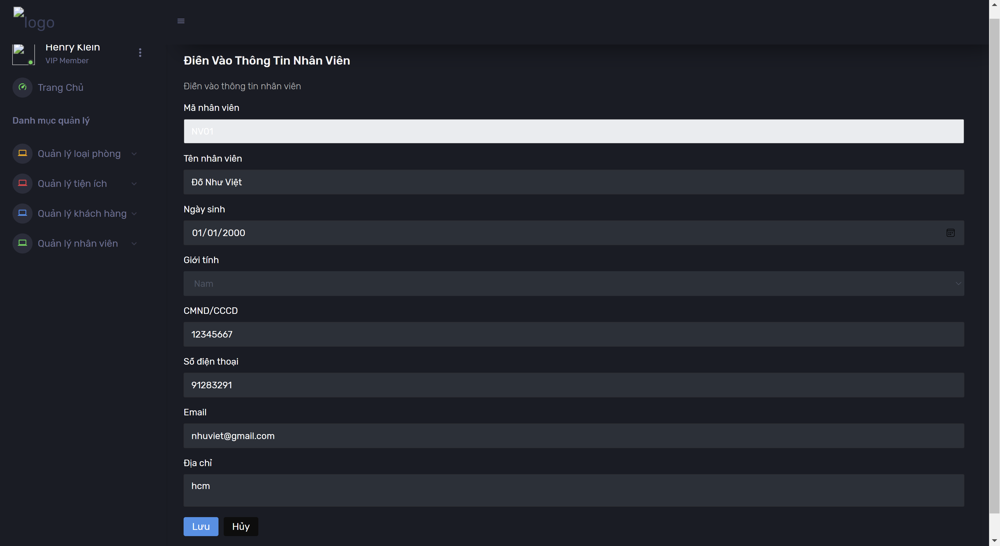 logo
Henry Klein
VIP Member
Trang Chủ
Danh mục quản lý
Quản lý loại phòng
Quản lý tiện ích
Quản lý khách hàng
Quản lý nhân viên
Điền Vào Thông Tin Nhân Viên
Điền vào thông tin nhân viên
Mã nhân viên
NV01
Tên nhân viên
Đỗ Như Việt
Ngày sinh
01/01/2000
Giới tính
Nam
CMND/CCCD
12345667
Số điện thoại
91283291
Email
nhuviet@gmail.com
Địa chỉ
hcm
Lưu Hủy